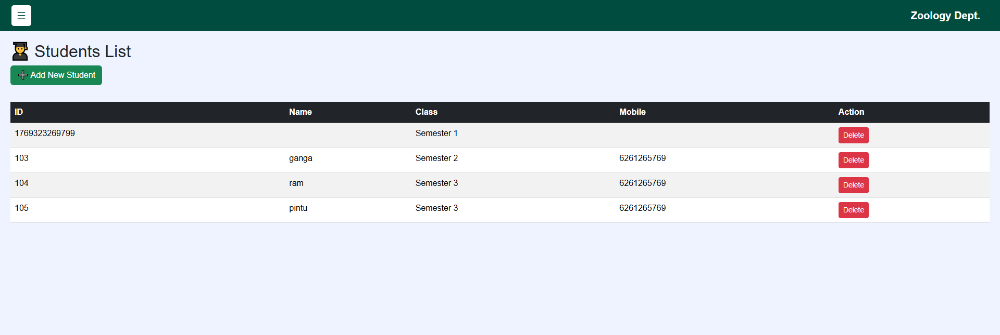 ☰ Zoology Dept.
👨‍🎓 Students List
➕ Add New Student
ID Name Class Mobile Action
1769323269799 Semester 1 Delete
103 ganga Semester 2 6261265769 Delete
104 ram Semester 3 6261265769 Delete
105 pintu Semester 3 6261265769 Delete